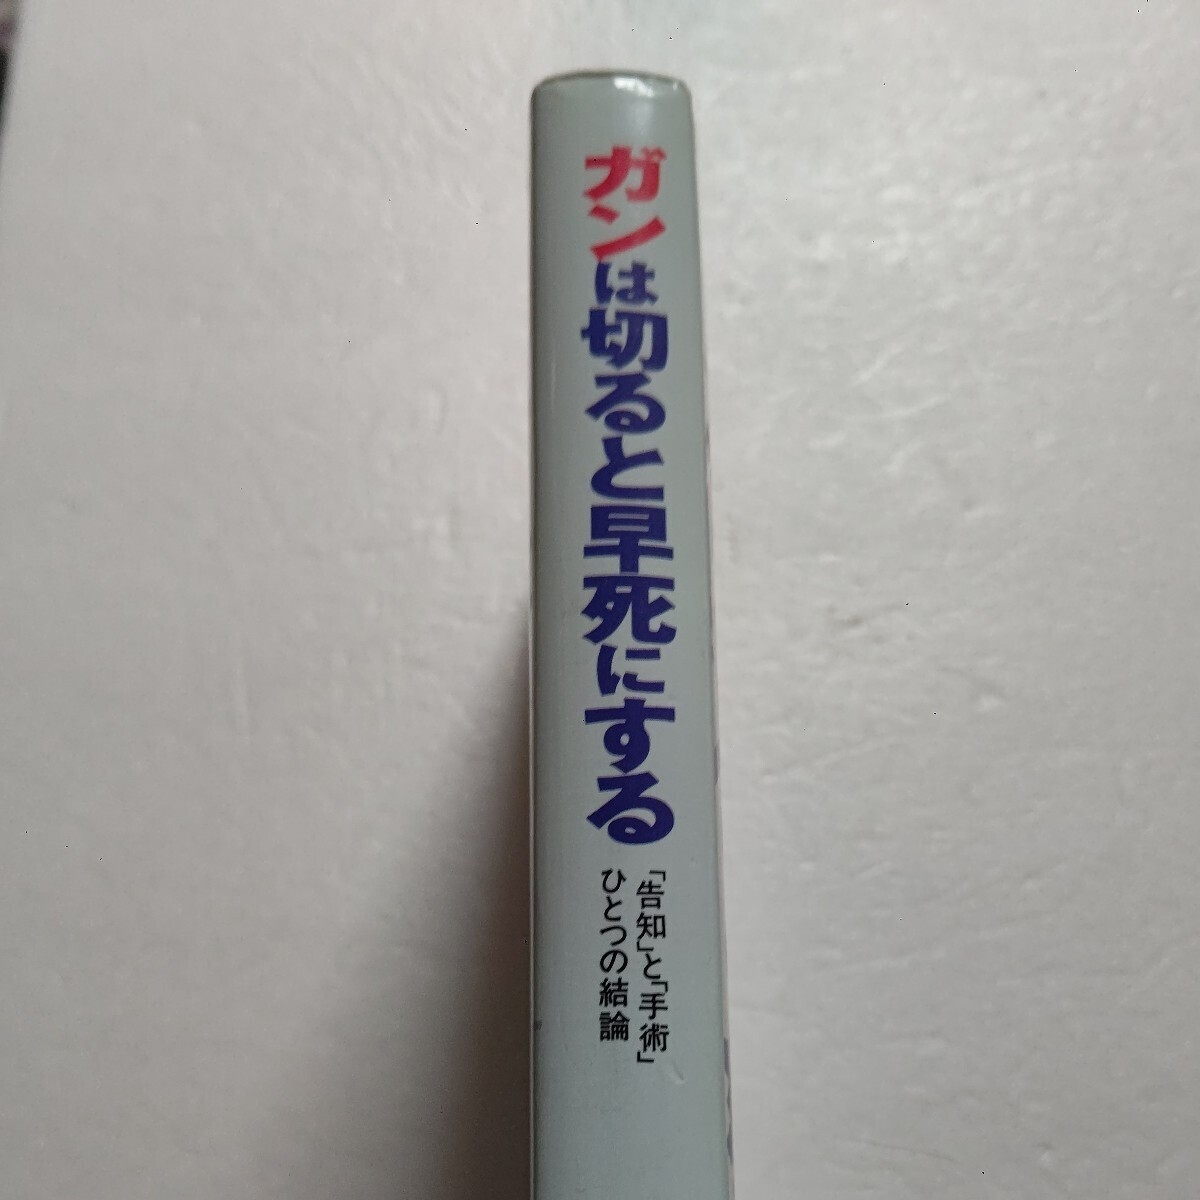 ガンは切ると早死にする
「告知」と「手術」
ひとつの結論